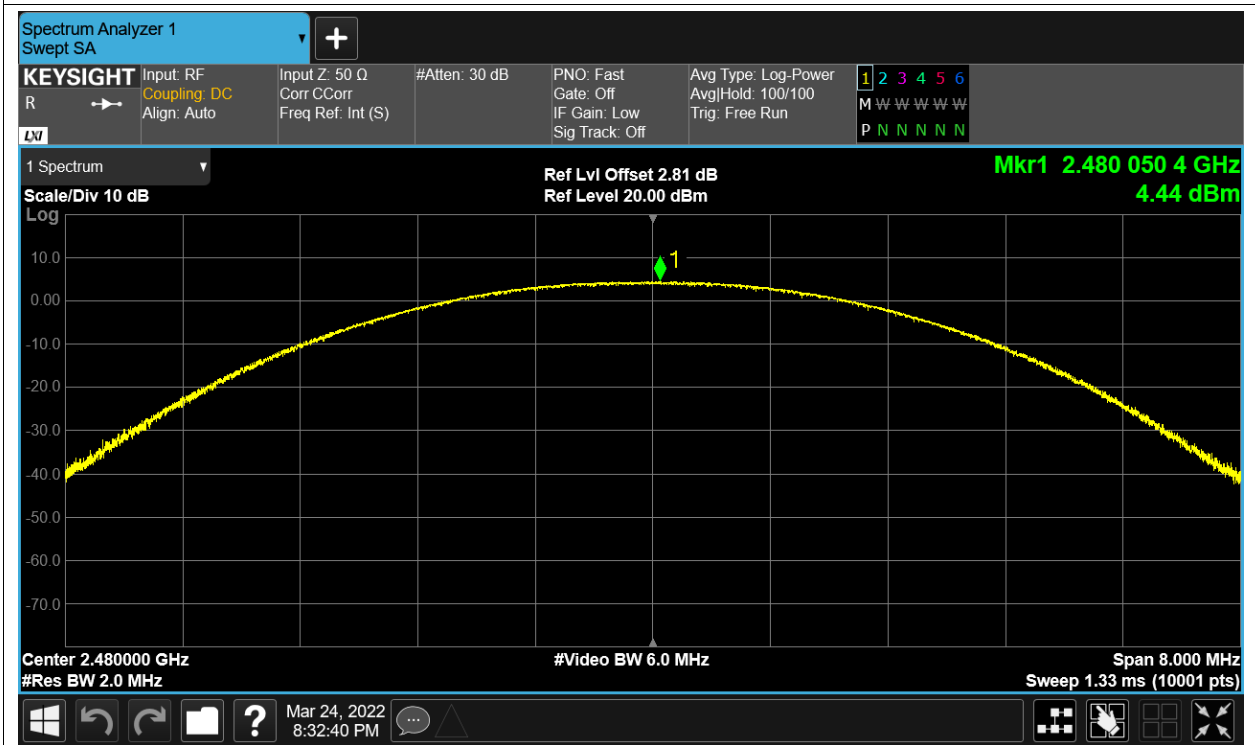 Spectrum Analyzer 1
Swept SA
+
KEYSIGHT
R
LXI
Input: RF
Coupling: DC
Align: Auto
Input Z: 50 Ω
Corr CCorr
Freq Ref: Int (S)
#Atten: 30 dB
PNO: Fast
Gate: Off
IF Gain: Low
Sig Track: Off
Avg Type: Log-Power
Avg|Hold: 100/100
Trig: Free Run
1 2 3 4 5 6
M W W W W W
P N N N N N
1 Spectrum
Scale/Div 10 dB
Ref Lvl Offset 2.81 dB
Ref Level 20.00 dBm
Mkr1 2.480 050 4 GHz
4.44 dBm
Log
1
10.0
0.00
-10.0
-20.0
-30.0
-40.0
-50.0
-60.0
-70.0
Center 2.480000 GHz
#Res BW 2.0 MHz
#Video BW 6.0 MHz
Span 8.000 MHz
Sweep 1.33 ms (10001 pts)
?
Mar 24, 2022
8:32:40 PM